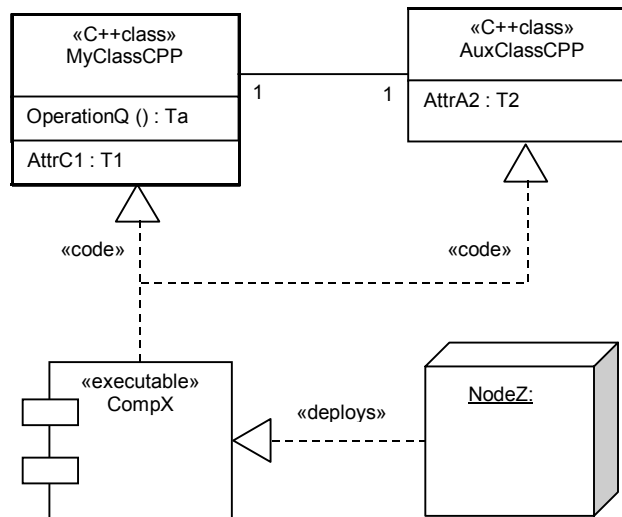 «C++class»
MyClassCPP
OperationQ () : Ta
AttrC1 : T1
1
1
«C++class»
AuxClassCPP
AttrA2 : T2
«code»
«code»
«executable»
CompX
«deploys»
NodeZ: